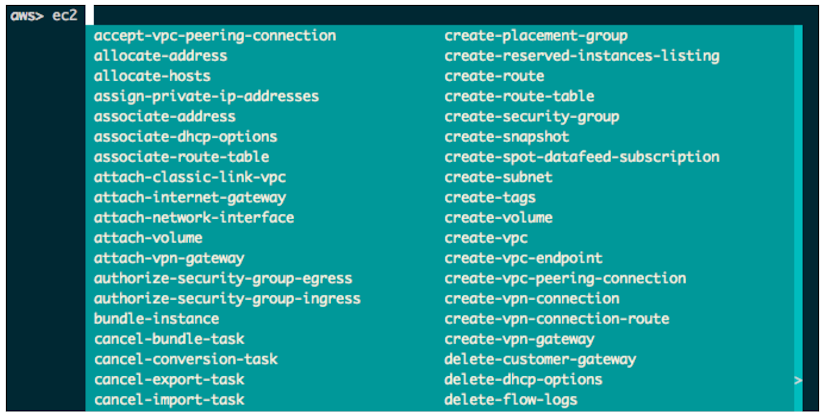 aws> ec2
accept-vpc-peering-connection
allocate-address
allocate-hosts
assign-private-ip-addresses
associate-address
associate-dhcp-options
associate-route-table
attach-classic-link-vpc
attach-internet-gateway
attach-network-interface
attach-volume
attach-vpn-gateway
authorize-security-group-egress
authorize-security-group-ingress
bundle-instance
cancel-bundle-task
cancel-conversion-task
cancel-export-task
cancel-import-task
create-placement-group
create-reserved-instances-listing
create-route
create-route-table
create-security-group
create-snapshot
create-spot-datafeed-subscription
create-subnet
create-tags
create-volume
create-vpc
create-vpc-endpoint
create-vpc-peering-connection
create-vpn-connection
create-vpn-connection-route
create-vpn-gateway
delete-customer-gateway
delete-dhcp-options
delete-flow-logs
>